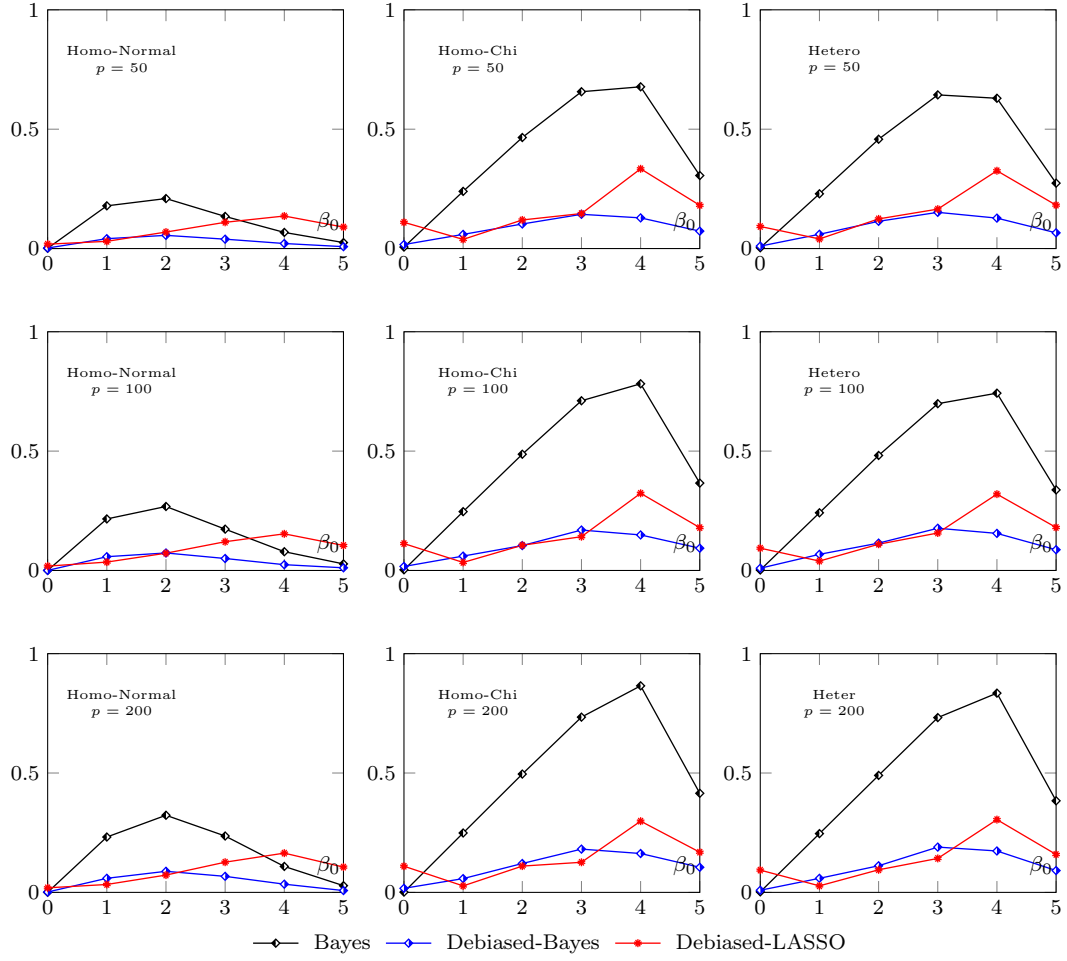 1
0.5
0
Homo-Normal
p = 50
β0
0 1 2 3 4 5
1
0.5
0
Homo-Chi
p = 50
β0
0 1 2 3 4 5
1
0.5
0
Hetero
p = 50
β0
0 1 2 3 4 5
1
0.5
0
Homo-Normal
p = 100
β0
0 1 2 3 4 5
1
0.5
0
Homo-Chi
p = 100
β0
0 1 2 3 4 5
1
0.5
0
Hetero
p = 100
β0
0 1 2 3 4 5
1
0.5
0
Homo-Normal
p = 200
β0
0 1 2 3 4 5
1
0.5
0
Homo-Chi
p = 200
β0
0 1 2 3 4 5
1
0.5
0
Heter
p = 200
β0
0 1 2 3 4 5
Bayes Debiased-Bayes Debiased-LASSO